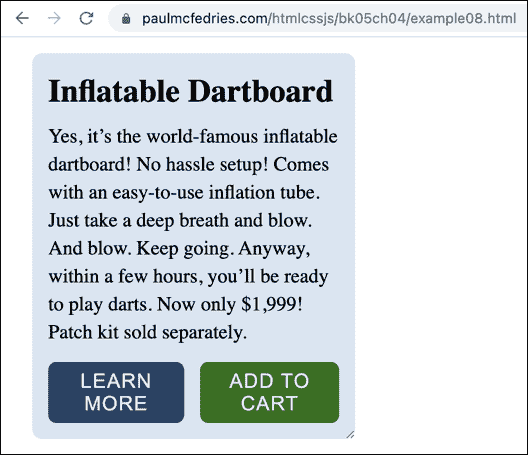 paulmcfedries.com/htmlcssjs/bk05ch04/example08.html
Inflatable Dartboard
Yes, it’s the world-famous inflatable
dartboard! No hassle setup! Comes
with an easy-to-use inflation tube.
Just take a deep breath and blow.
And blow. Keep going. Anyway,
within a few hours, you’ll be ready
to play darts. Now only $1,999!
Patch kit sold separately.
LEARN
MORE
ADD TO
CART